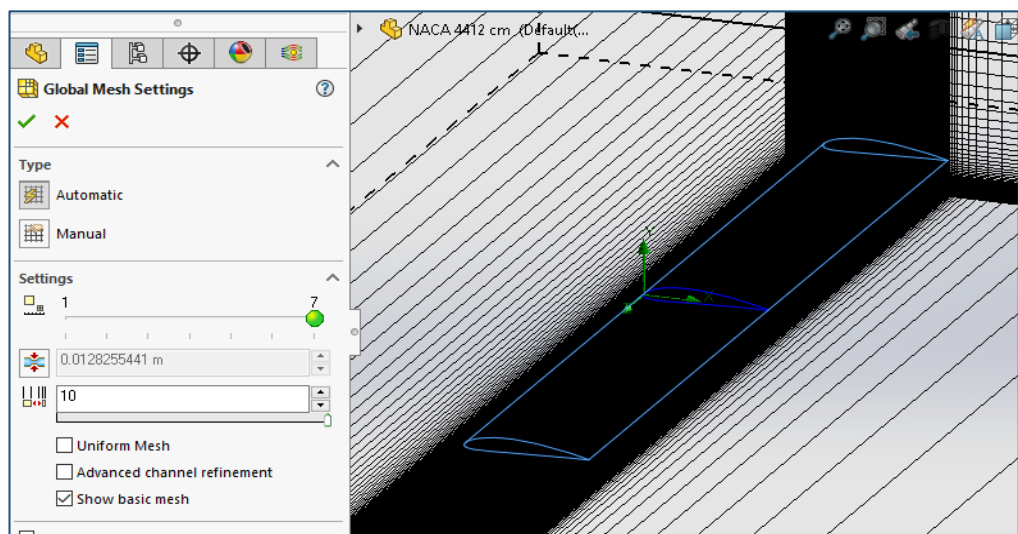 NACA 4412 cm (Default(...
Global Mesh Settings
Type
Automatic
Manual
Settings
1
7
0.0128255441 m
10
Uniform Mesh
Advanced channel refinement
Show basic mesh
Y
X